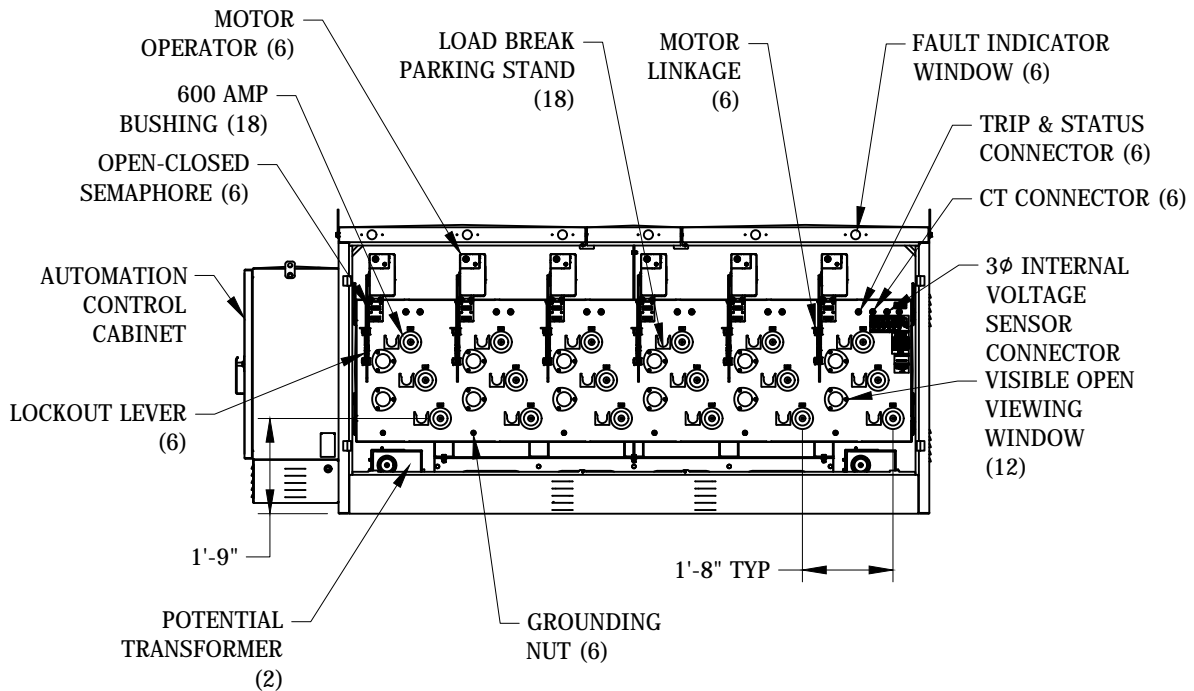 MOTOR
OPERATOR (6)
LOAD BREAK
PARKING STAND
(18)
MOTOR
LINKAGE
(6)
FAULT INDICATOR
WINDOW (6)
600 AMP
BUSHING (18)
TRIP & STATUS
CONNECTOR (6)
OPEN-CLOSED
SEMAPHORE (6)
CT CONNECTOR (6)
AUTOMATION
CONTROL
CABINET
3Ø INTERNAL
VOLTAGE
SENSOR
CONNECTOR
VISIBLE OPEN
VIEWING
WINDOW
(12)
LOCKOUT LEVER
(6)
1'-9"
1'-8" TYP
POTENTIAL
TRANSFORMER
(2)
GROUNDING
NUT (6)